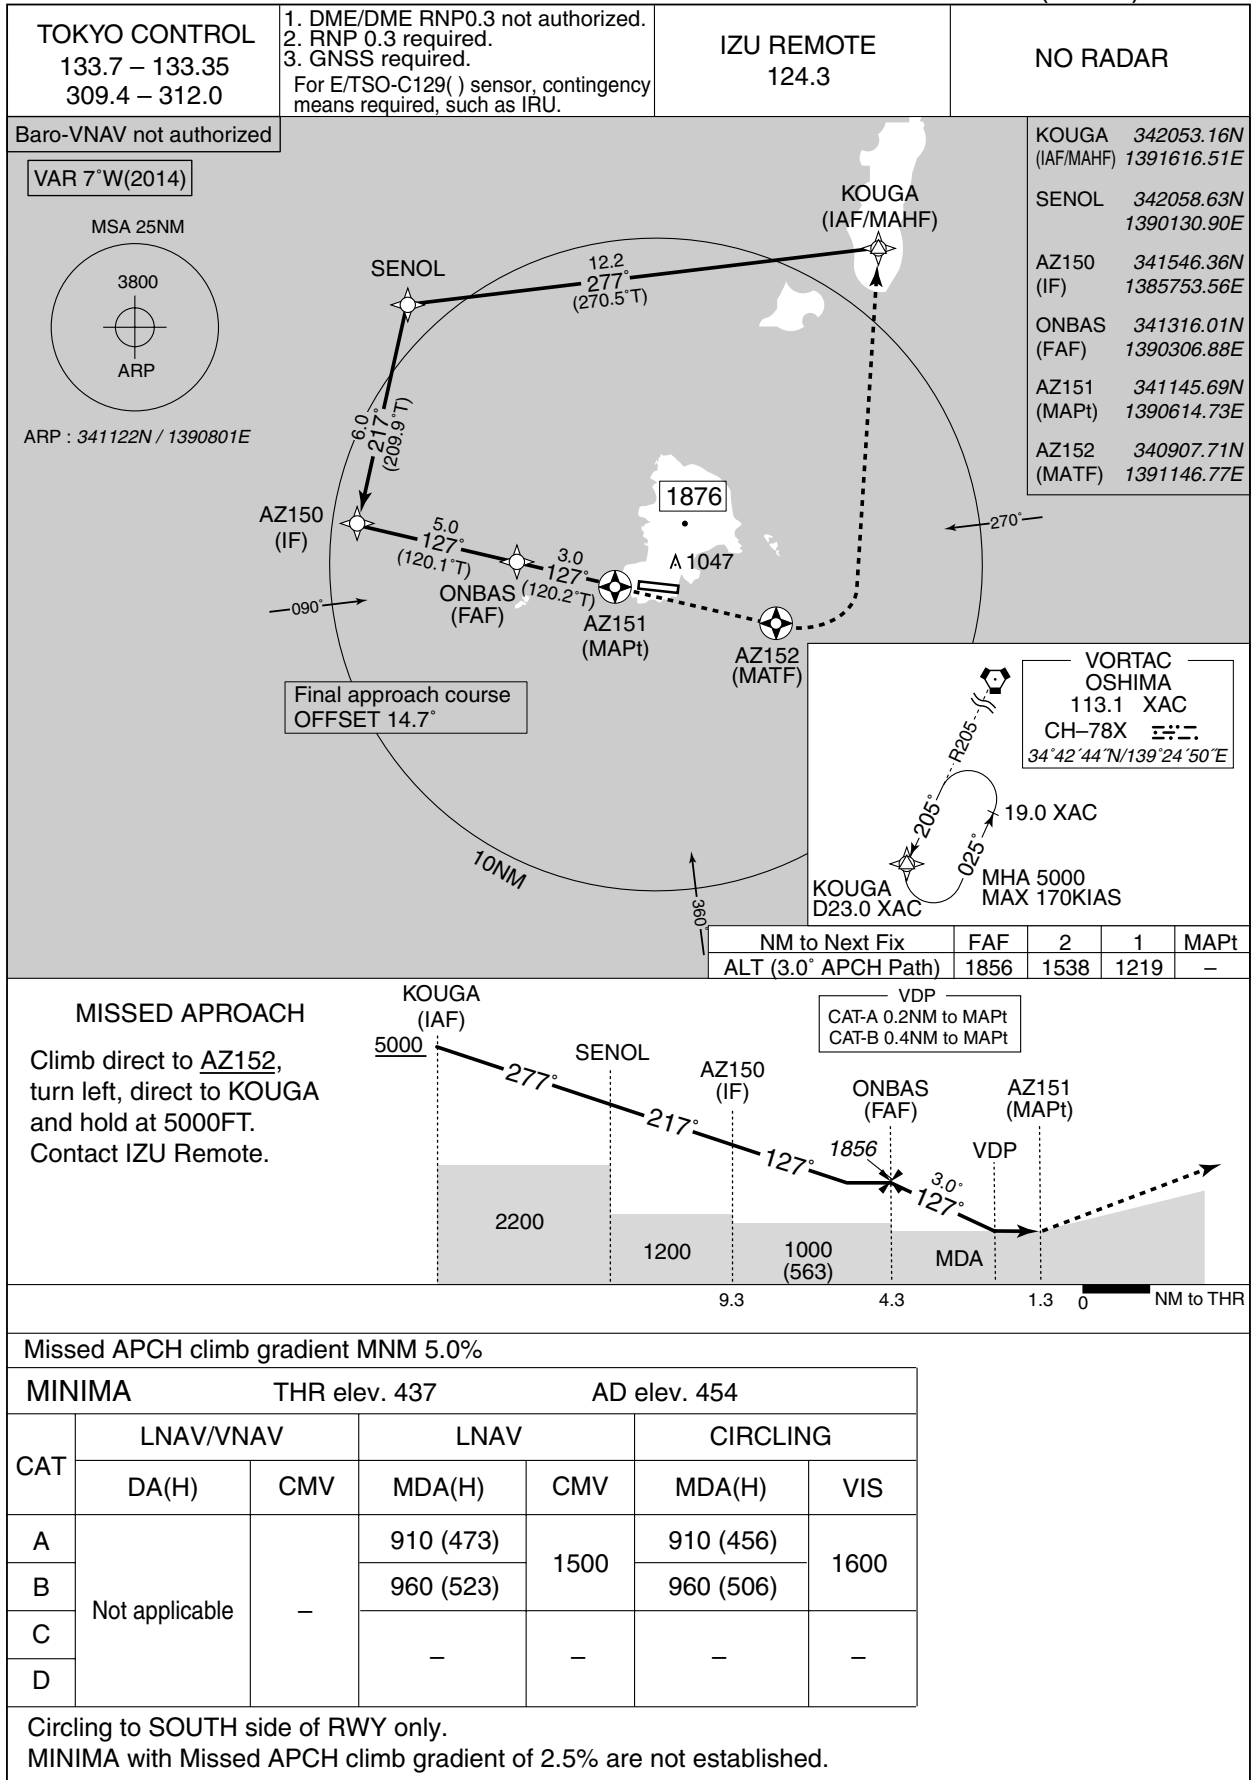 TOKYO CONTROL
133.7 – 133.35
309.4 – 312.0
1. DME/DME RNP0.3 not authorized.
2. RNP 0.3 required.
3. GNSS required.
For E/TSO-C129( ) sensor, contingency
means required, such as IRU.
IZU REMOTE
124.3
NO RADAR
Baro-VNAV not authorized
VAR 7˚W(2014)
MSA 25NM
3800
ARP
ARP : 341122N / 1390801E
KOUGA 342053.16N
(IAF/MAHF) 1391616.51E
SENOL 342058.63N
1390130.90E
AZ150 341546.36N
(IF) 1385753.56E
ONBAS 341316.01N
(FAF) 1390306.88E
AZ151 341145.69N
(MAPt) 1390614.73E
AZ152 340907.71N
(MATF) 1391146.77E
KOUGA
(IAF/MAHF)
SENOL
12.2
277˚
(270.5˚T)
6.0
217˚
(209.9˚T)
AZ150
(IF)
5.0
127˚
(120.1˚T)
ONBAS
(FAF)
3.0
127˚
(120.2˚T)
AZ151
(MAPt)
1876
1047
AZ152
(MATF)
270˚
090˚
360˚
10NM
Final approach course
OFFSET 14.7˚
VORTAC
OSHIMA
113.1 XAC
CH–78X
34˚42´44˝N/139˚24´50˝E
R205
205˚
025˚
19.0 XAC
KOUGA
D23.0 XAC
MHA 5000
MAX 170KIAS
NM to Next Fix FAF 2 1 MAPt
ALT (3.0˚ APCH Path) 1856 1538 1219 –
MISSED APROACH
Climb direct to AZ152,
turn left, direct to KOUGA
and hold at 5000FT.
Contact IZU Remote.
KOUGA
(IAF)
5000
277˚
SENOL
217˚
AZ150
(IF)
127˚
1856
ONBAS
(FAF)
3.0˚
127˚
VDP
CAT-A 0.2NM to MAPt
CAT-B 0.4NM to MAPt
VDP
AZ151
(MAPt)
2200
1200
1000
(563)
MDA
9.3 4.3 1.3 0 NM to THR
Missed APCH climb gradient MNM 5.0%
MINIMA THR elev. 437 AD elev. 454
CAT LNAV/VNAV LNAV CIRCLING
DA(H) CMV MDA(H) CMV MDA(H) VIS
A Not applicable – 910 (473) 1500 910 (456) 1600
B 960 (523) 960 (506)
C – – – –
D
Circling to SOUTH side of RWY only.
MINIMA with Missed APCH climb gradient of 2.5% are not established.